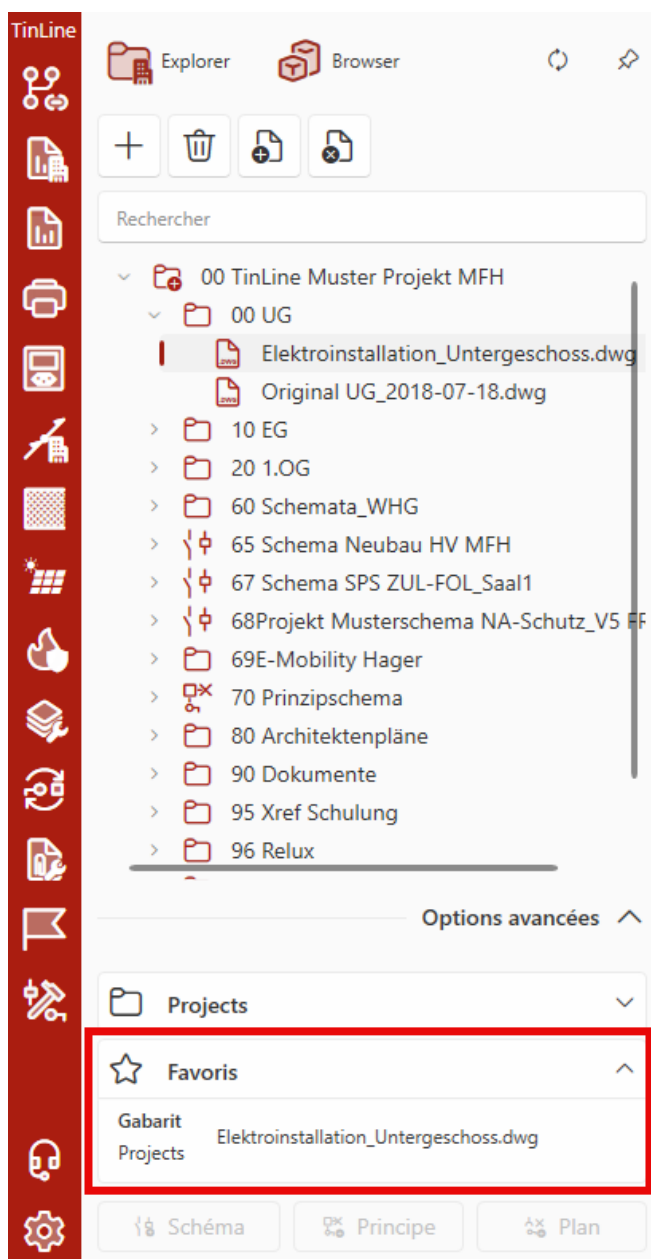 TinLine
Explorer
Browser
Rechercher
00 TinLine Muster Projekt MFH
00 UG
Elektroinstallation_Untergeschoss.dwg
Original UG_2018-07-18.dwg
10 EG
20 1.OG
60 Schemata_WHG
65 Schema Neubau HV MFH
67 Schema SPS ZUL-FOL_Saal1
68Projekt Musterschema NA-Schutz_V5 FR
69E-Mobility Hager
70 Prinzipschema
80 Architektenpläne
90 Dokumente
95 Xref Schulung
96 Relux
Options avancées
Projects
Favoris
Gabarit
Projects
Elektroinstallation_Untergeschoss.dwg
Schéma
Principe
Plan